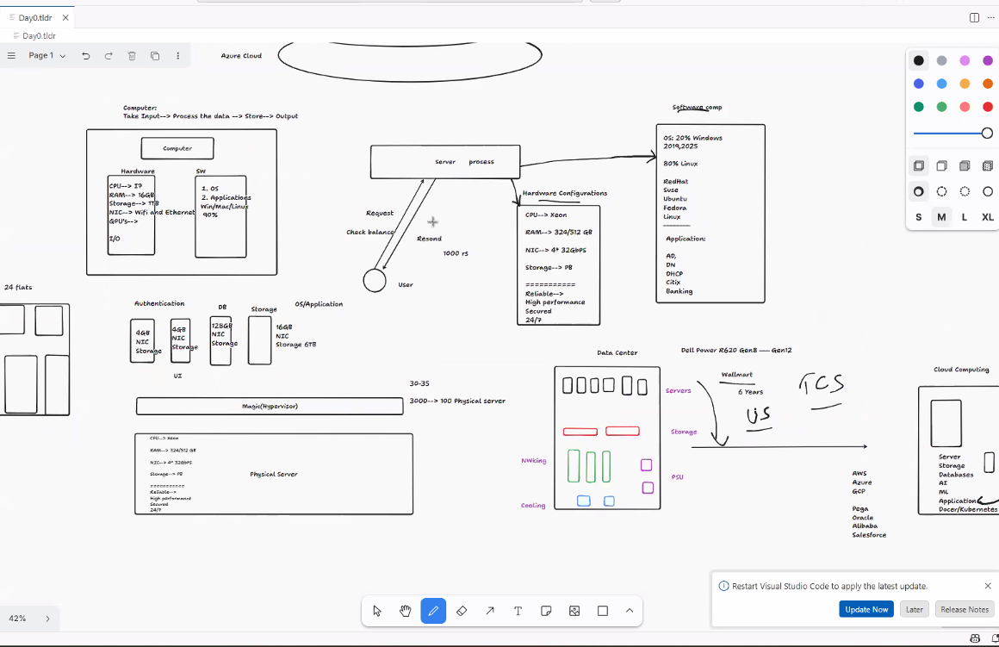 Day0.tldr
Day0.tldr
Page 1
Azure Cloud
Computer:
Take Input--> Process the data --> Store--> Output
Computer
Hardware
SW
CPU--> I7
RAM--> 16GB
Storage--> 1TB
NIC--> Wifi and Ethernet
GPU's-->
I/O
1. OS
2. Applications
Win/Mac/Linux
90%
Server process
Request
Check balance
Resond
1000 rs
User
Hardware Configurations
CPU--> Xeon
RAM--> 324/512 GB
NIC--> 4* 32GbPS
Storage--> PB
===========
Reliable-->
High performance
Secured
24/7
Software comp
OS: 20% Windows
2019,2025
80% Linux
RedHat
Suse
Ubuntu
Fedora
Linux
--------
Application:
AD,
DN
DHCP
Citix
Banking
S M L XL
24 flats
Authentication
DB
Storage
OS/Application
4GB
NIC
Storage
4GB
NIC
Storage
128GB
NIC
Storage
16GB
NIC
Storage 6TB
UI
30-35
3000--> 100 Physical server
Magic(Hypervisor)
CPU--> Xeon
RAM--> 324/512 GB
NIC--> 4* 32GbPS
Storage--> PB
===========
Reliable-->
High performance
Secured
24/7
Physical Server
Data Center
Dell Power R620 Gen8 ---- Gen12
Servers
Storage
NWking
PSU
Cooling
Wallmart
6 Years
US
TCS
AWS
Azure
GCP
Pega
Oracle
Alibaba
Salesforce
Cloud Computing
Server
Storage
Databases
AI
ML
Application
Docer/Kubernetes
42%
Restart Visual Studio Code to apply the latest update.
Update Now
Later
Release Notes